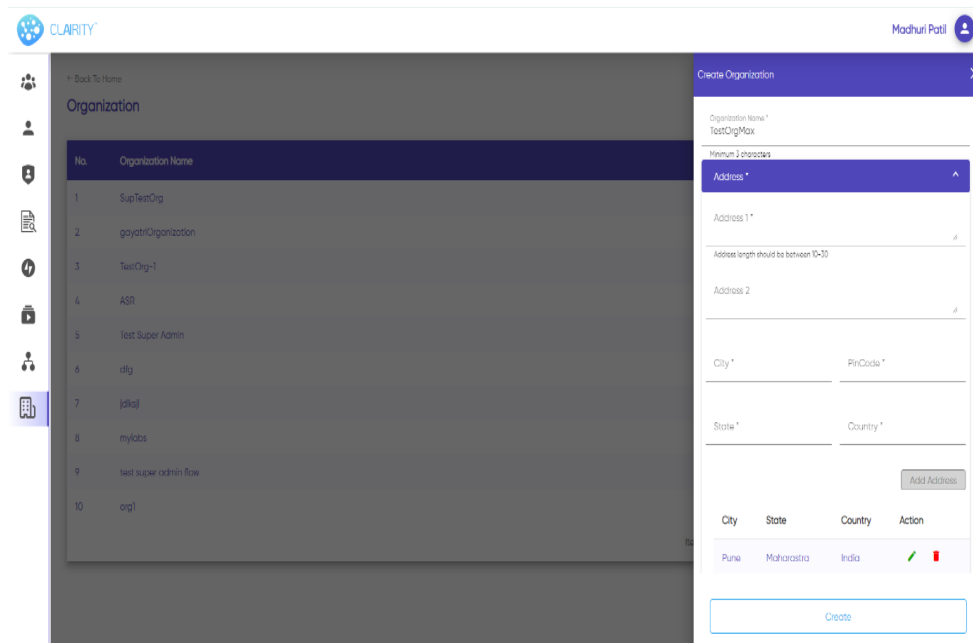 CLAIRITY™
Madhuri Patil
← Back To Home
Organization
No. Organization Name
1 SupTestOrg
2 gayatriOrganization
3 TestOrg-1
4 ASR
5 Test Super Admin
6 dfg
7 jdlkajl
8 mylabs
9 test super admin flow
10 org1
Create Organization
Organization Name *
TestOrgMax
Minimum 3 characters
Address *
Address 1 *
Address length should be between 10-30
Address 2
City * PinCode *
State * Country *
Add Address
City State Country Action
Pune Maharastra India
Create